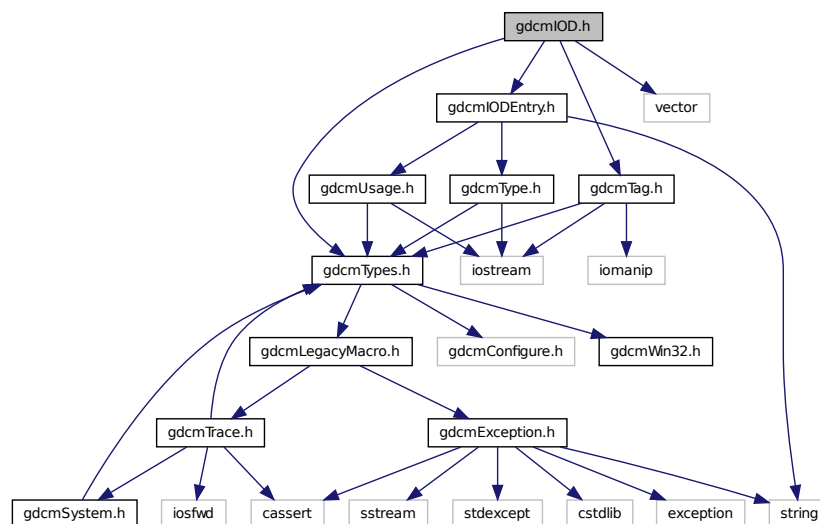 gdcmIOD.h
gdcmIODEntry.h
vector
gdcmUsage.h
gdcmType.h
gdcmTag.h
gdcmTypes.h
iostream
iomanip
gdcmLegacyMacro.h
gdcmConfigure.h
gdcmWin32.h
gdcmTrace.h
gdcmException.h
gdcmSystem.h
iosfwd
cassert
sstream
stdexcept
cstdlib
exception
string